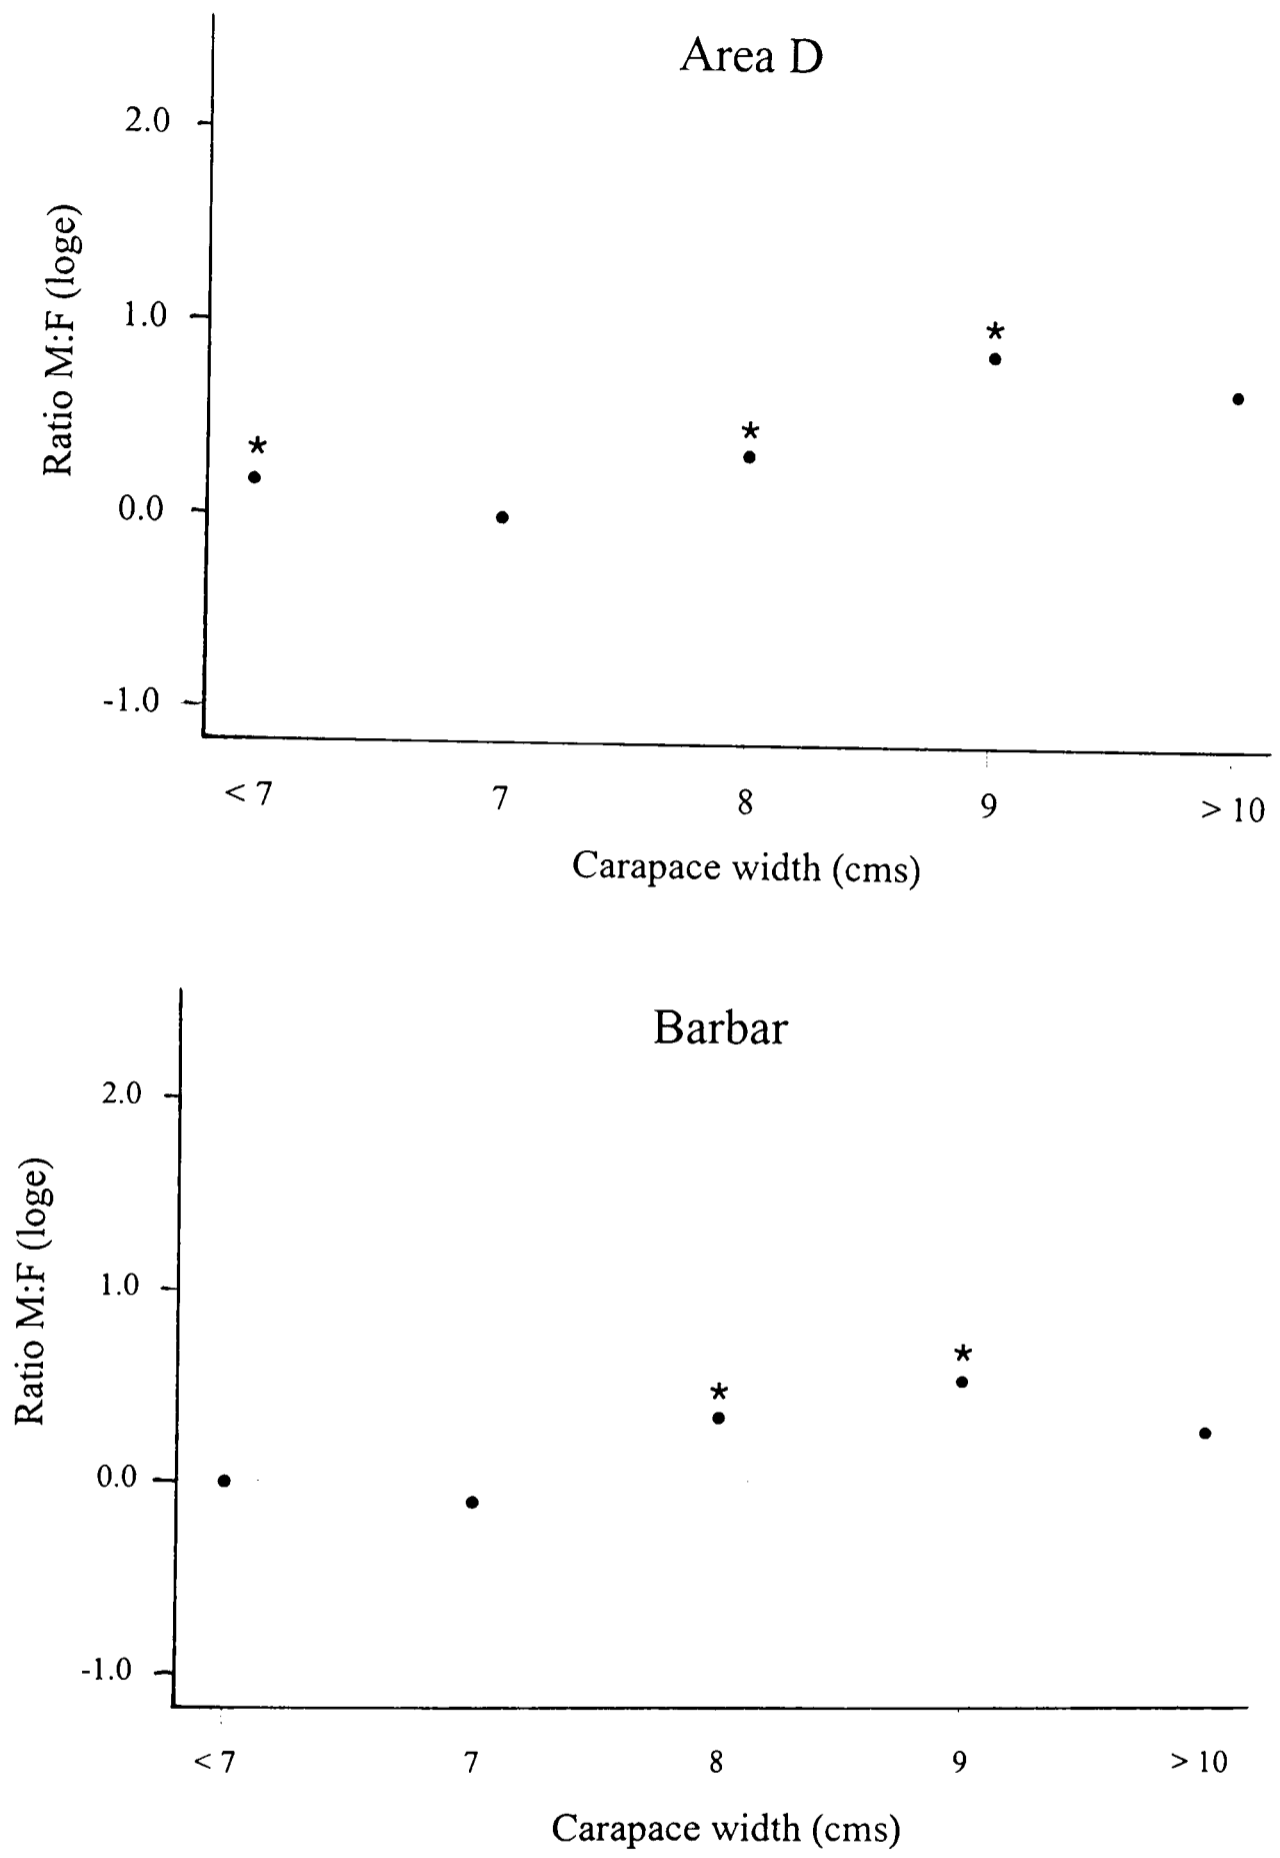 Area D
2.0
1.0
0.0
-1.0
Ratio M:F (loge)
*
*
*
< 7 7 8 9 > 10
Carapace width (cms)
Barbar
2.0
1.0
0.0
-1.0
Ratio M:F (loge)
*
*
< 7 7 8 9 > 10
Carapace width (cms)